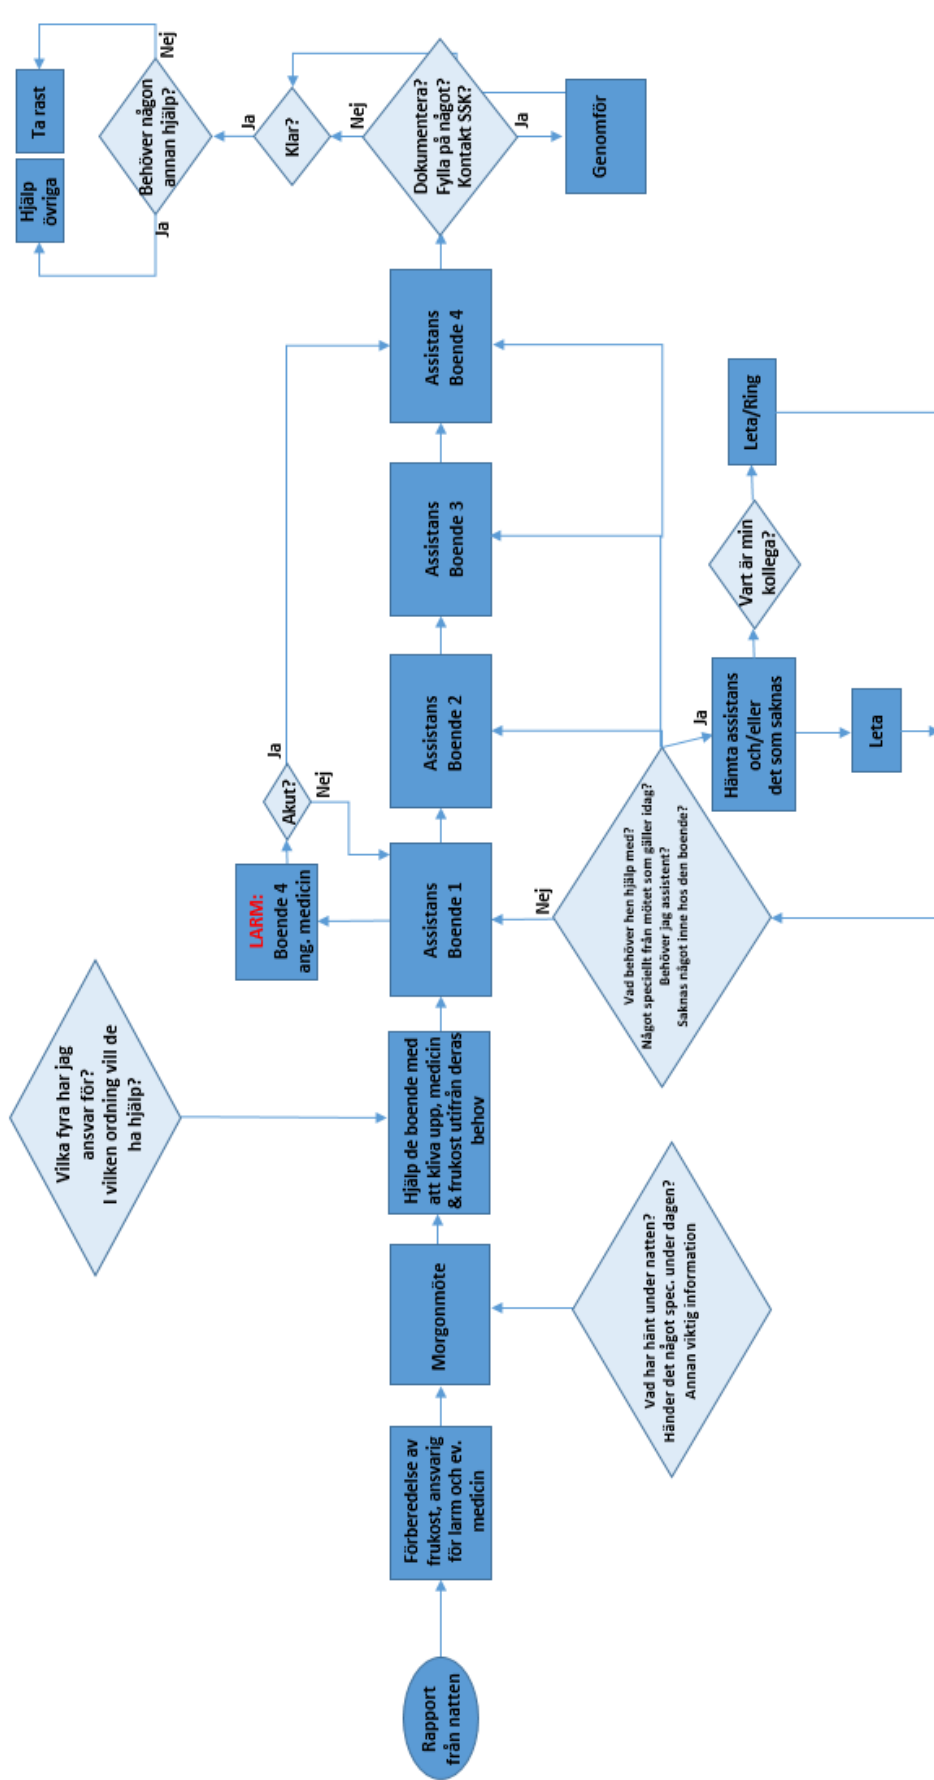 Rapport
från natten
Förberedelse av
frukost, ansvarig
för larm och ev.
medicin
Morgonmöte
Vad har hänt under natten?
Händer det något spec. under dagen?
Annan viktig information
Vilka fyra har jag
ansvar för?
I vilken ordning vill de
ha hjälp?
Hjälp de boende med
att kliva upp, medicin
& frukost utifrån deras
behov
Assistans
Boende 1
LARM:
Boende 4
ang. medicin
Akut?
Ja
Nej
Vad behöver hen hjälp med?
Något speciellt från mötet som gäller idag?
Behöver jag assistent?
Saknas något inne hos den boende?
Nej
Ja
Hämta assistans
och/eller
det som saknas
Leta
Vart är min
kollega?
Leta/Ring
Assistans
Boende 2
Assistans
Boende 3
Assistans
Boende 4
Dokumentera?
Fylla på något?
Kontakt SSK?
Ja
Genomför
Nej
Klar?
Ja
Behöver någon
annan hjälp?
Ja
Hjälp
övriga
Nej
Ta rast